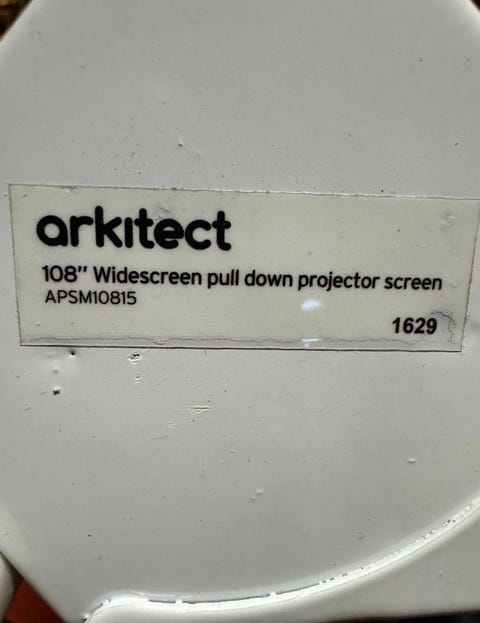 arkitect
108" Widescreen pull down projector screen
APSM10815
1629